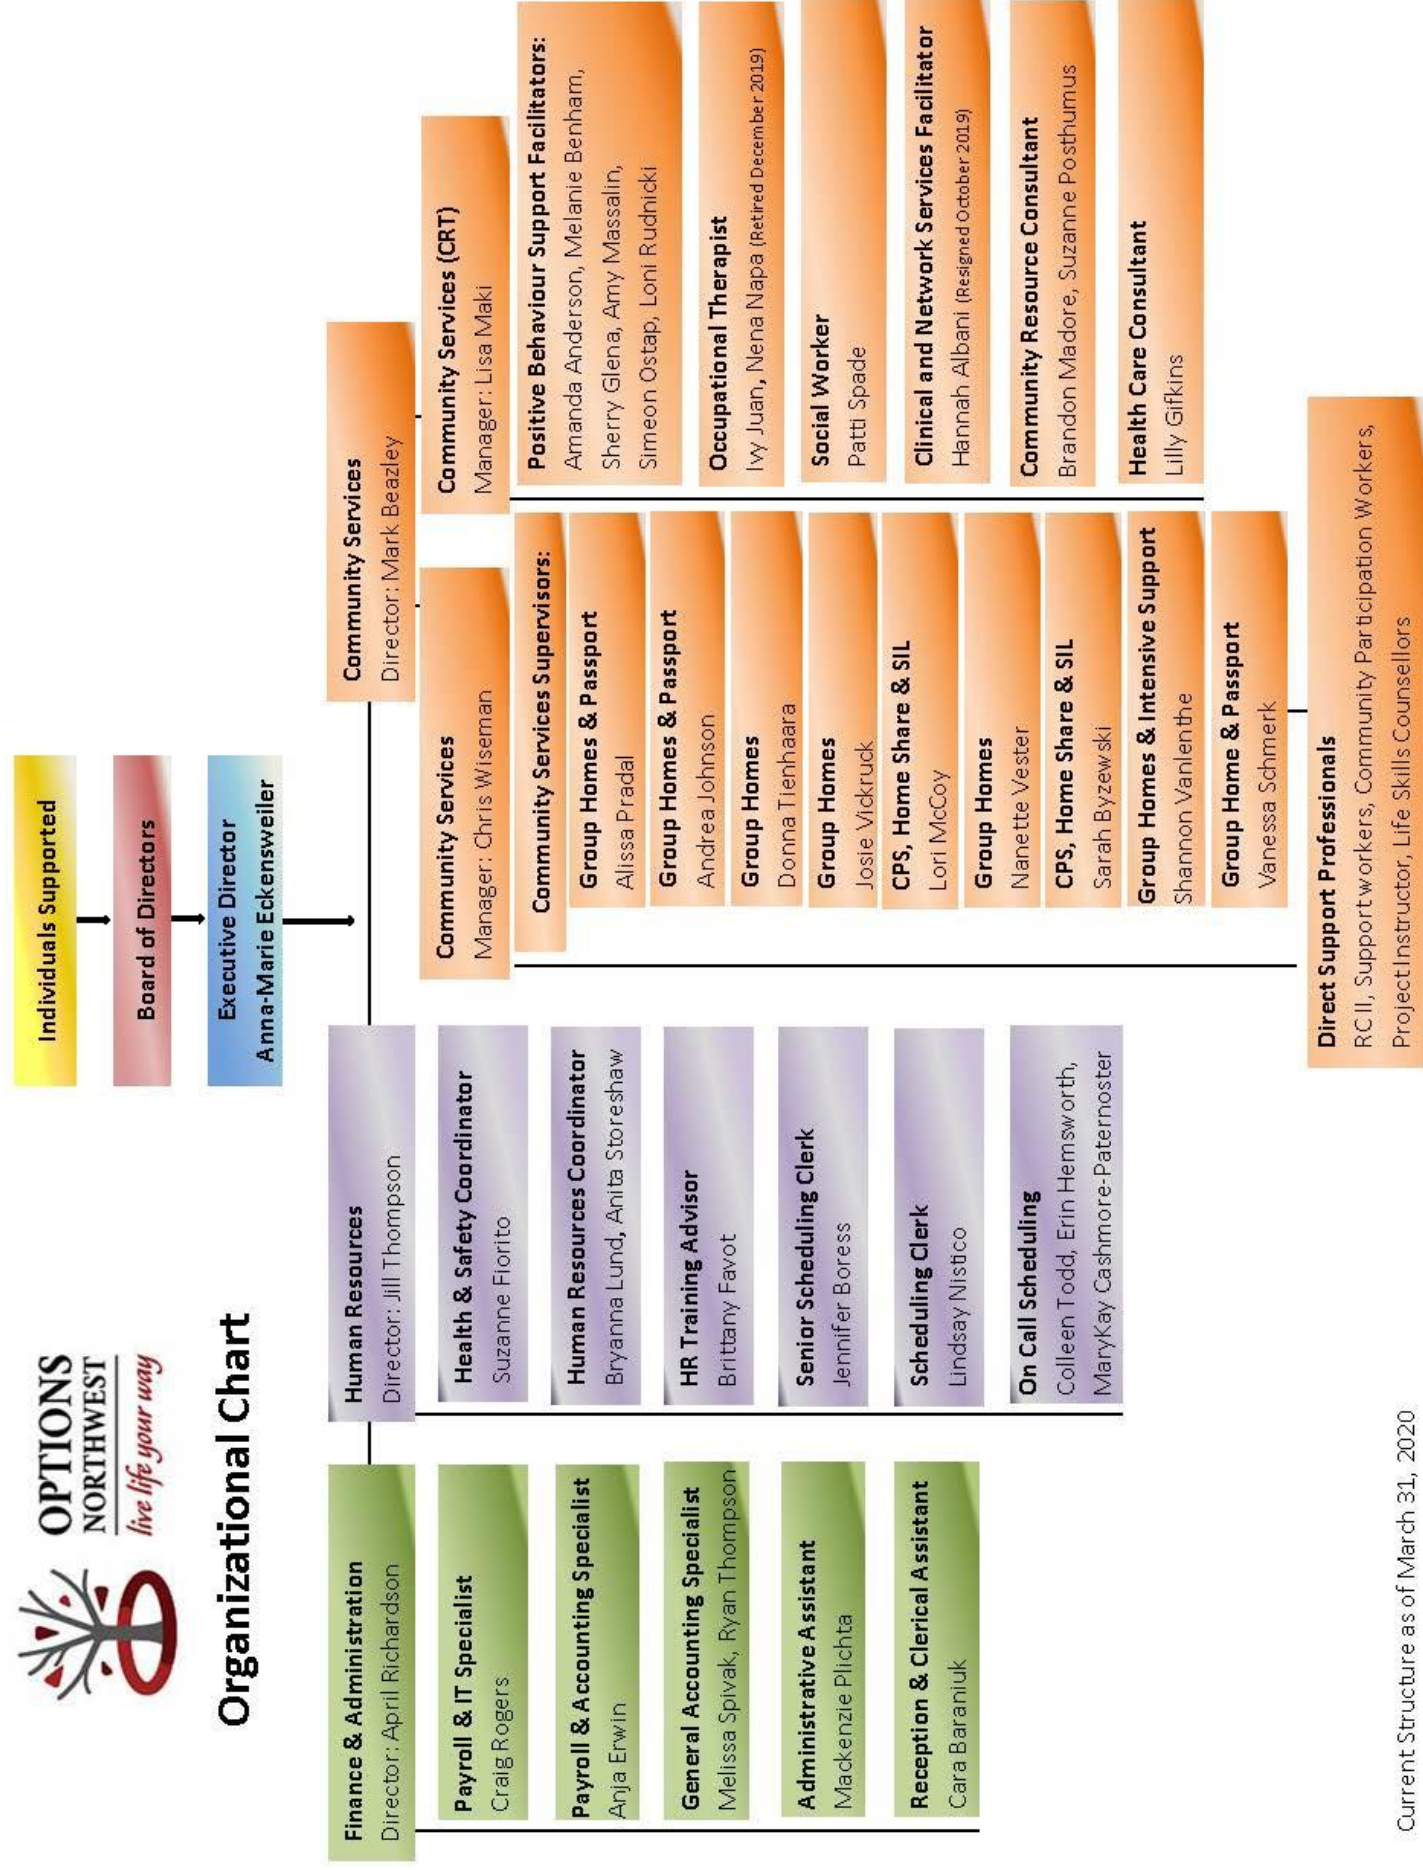 OPTIONS
NORTHWEST
live life your way
Organizational Chart
Individuals Supported
Board of Directors
Executive Director
Anna-Marie Eckensweiler
Finance & Administration
Director: April Richardson
Payroll & IT Specialist
Craig Rogers
Payroll & Accounting Specialist
Anja Erwin
General Accounting Specialist
Melissa Spivak, Ryan Thompson
Administrative Assistant
Mackenzie Plichta
Reception & Clerical Assistant
Cara Baraniuk
Human Resources
Director: Jill Thompson
Health & Safety Coordinator
Suzanne Fiorito
Human Resources Coordinator
Bryanna Lund, Anita Storeshaw
HR Training Advisor
Brittany Favot
Senior Scheduling Clerk
Jennifer Boress
Scheduling Clerk
Lindsay Nistico
On Call Scheduling
Colleen Todd, Erin Hemsworth,
MaryKay Cashmore-Paternoster
Community Services
Director: Mark Beazley
Community Services
Manager: Chris Wiseman
Community Services Supervisors:
Group Homes & Passport
Alissa Pradal
Group Homes & Passport
Andrea Johnson
Group Homes
Donna Tienhaara
Group Homes
Josie Vickruck
CPS, Home Share & SIL
Lori McCoy
Group Homes
Nanette Vester
CPS, Home Share & SIL
Sarah Byzewski
Group Homes & Intensive Support
Shannon Vanlenthe
Group Home & Passport
Vanessa Schmerk
Direct Support Professionals
RC II, Support workers, Community Participation Workers,
Project Instructor, Life Skills Counsellors
Community Services (CRT)
Manager: Lisa Maki
Positive Behaviour Support Facilitators:
Amanda Anderson, Melanie Benham,
Sherry Glena, Amy Massalin,
Simeon Ostap, Loni Rudnicki
Occupational Therapist
Ivy Juan, Nena Napa (Retired December 2019)
Social Worker
Patti Spade
Clinical and Network Services Facilitator
Hannah Albani (Resigned October 2019)
Community Resource Consultant
Brandon Madore, Suzanne Posthumus
Health Care Consultant
Lilly Gifkins
Current Structure as of March 31, 2020